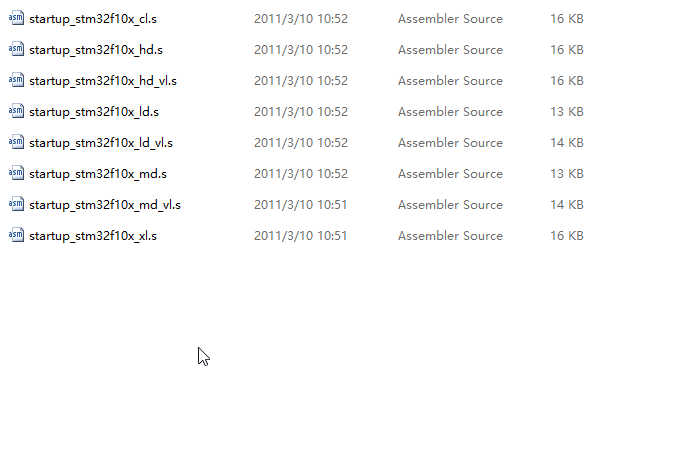 asm startup_stm32f10x_cl.s 2011/3/10 10:52 Assembler Source 16 KB
asm startup_stm32f10x_hd.s 2011/3/10 10:52 Assembler Source 16 KB
asm startup_stm32f10x_hd_vl.s 2011/3/10 10:52 Assembler Source 16 KB
asm startup_stm32f10x_ld.s 2011/3/10 10:52 Assembler Source 13 KB
asm startup_stm32f10x_ld_vl.s 2011/3/10 10:52 Assembler Source 14 KB
asm startup_stm32f10x_md.s 2011/3/10 10:52 Assembler Source 13 KB
asm startup_stm32f10x_md_vl.s 2011/3/10 10:51 Assembler Source 14 KB
asm startup_stm32f10x_xl.s 2011/3/10 10:51 Assembler Source 16 KB